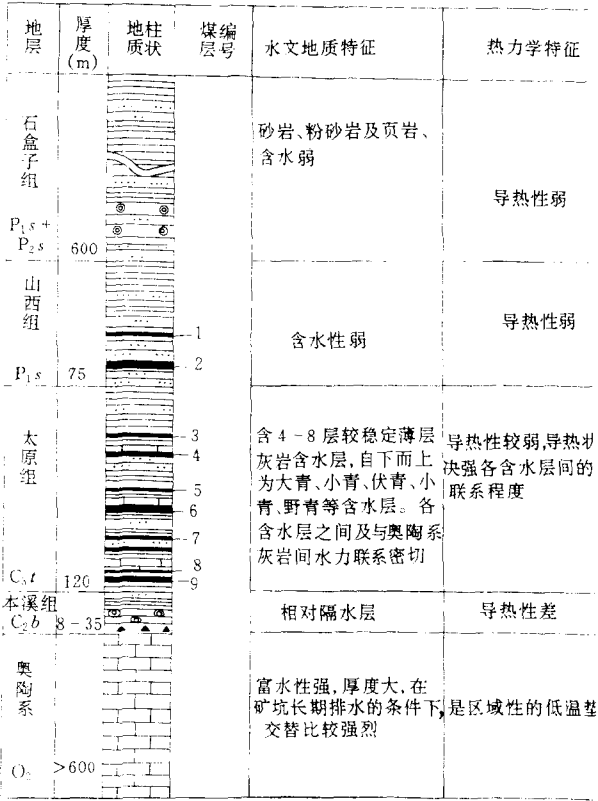 地层 厚度(m) 地质柱状 煤层编号 水文地质特征 热力学特征
石盒子组
P₁s+
P₂s 600
砂岩、粉砂岩及页岩、
含水弱
导热性弱
山西组
P₁s 75
1
2
含水性弱
导热性弱
太原组
C₃t 120
3
4
5
6
7
8
9
含4-8层较稳定薄层
灰岩含水层,自下而上
为大青、小青、伏青、小
青、野青等含水层。各
含水层之间及与奥陶系
灰岩间水力联系密切
导热性较弱,导热状
决强各含水层间的
联系程度
本溪组
C₂b 8-35
相对隔水层
导热性差
奥陶系
O₂ >600
富水性强,厚度大,在
矿坑长期排水的条件下,
交替比较强烈
是区域性的低温垫